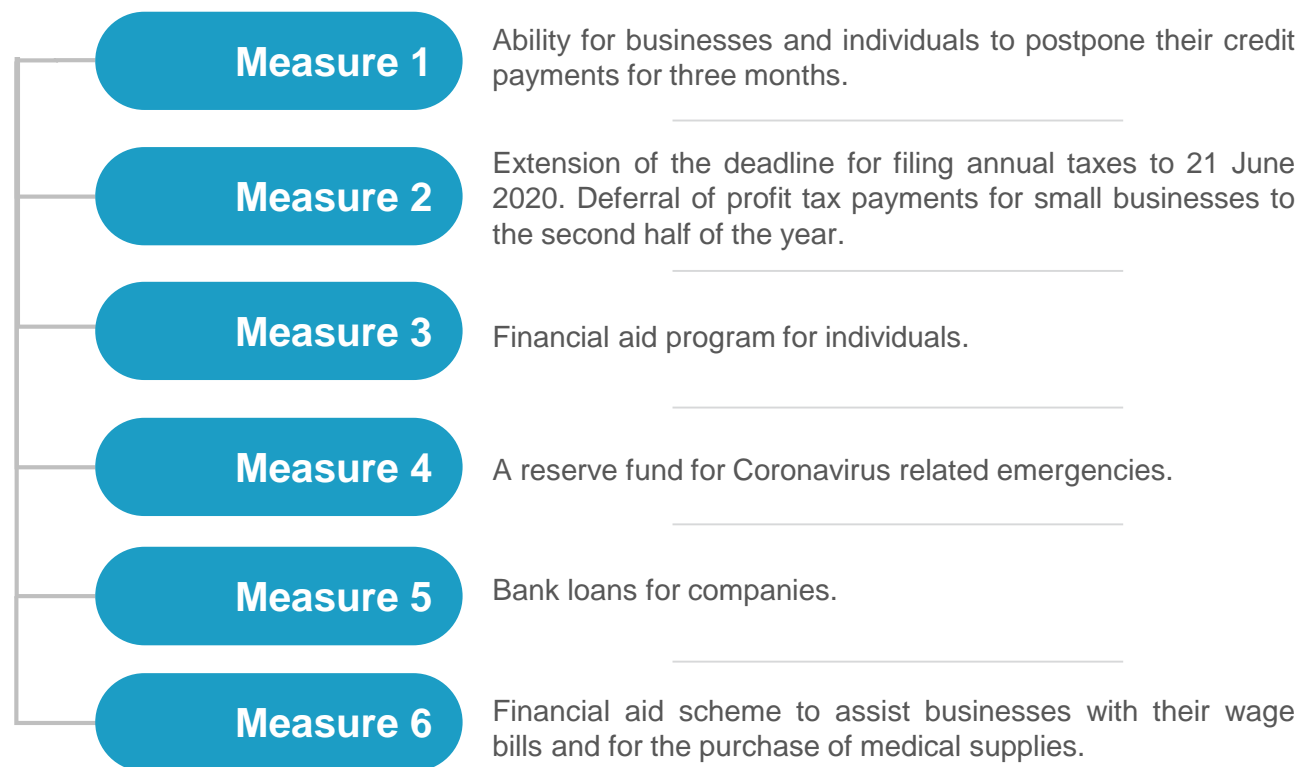 Measure 1
Ability for businesses and individuals to postpone their credit
payments for three months.
Measure 2
Extension of the deadline for filing annual taxes to 21 June
2020. Deferral of profit tax payments for small businesses to
the second half of the year.
Measure 3
Financial aid program for individuals.
Measure 4
A reserve fund for Coronavirus related emergencies.
Measure 5
Bank loans for companies.
Measure 6
Financial aid scheme to assist businesses with their wage
bills and for the purchase of medical supplies.